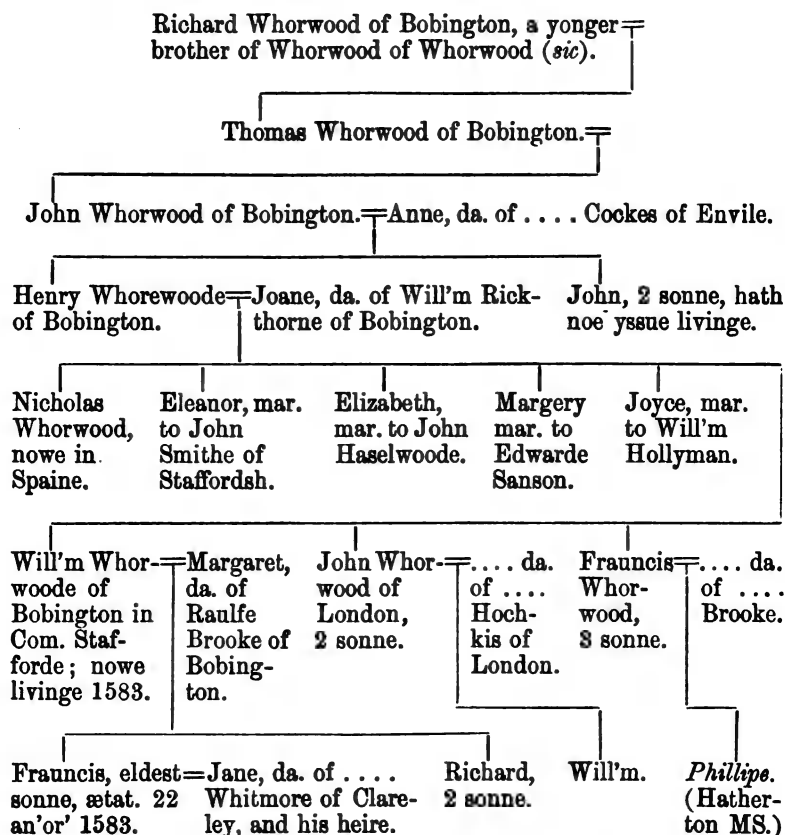 Richard Whorwood of Bobington, a yonger=
brother of Whorwood of Whorwood (sic).
Thomas Whorwood of Bobington.=
John Whorwood of Bobington.=Anne, da. of .... Cockes of Envile.
Henry Whorewoode=Joane, da. of Will'm Rick-
of Bobington.
thorne of Bobington.
John, 2 sonne, hath
noe yssue livinge.
Nicholas
Whorwood,
nowe in
Spaine.
Eleanor, mar.
to John
Smithe of
Staffordsh.
Elizabeth,
mar. to John
Haselwoode.
Margery
mar. to
Edwarde
Sanson.
Joyce, mar.
to Will'm
Hollyman.
Will'm Whor-=
woode of
Bobington in
Com. Staf-
forde; nowe
livinge 1583.
Margaret,
da. of
Raulfe
Brooke of
Bobing-
ton.
John Whor-=
wood of
London,
2 sonne.
.... da.
of ....
Hoch-
kis of
London.
Frauncis=
Whor-
wood,
3 sonne.
.... da.
of ....
Brooke.
Frauncis, eldest=
sonne, ætat. 22
an'or' 1583.
Jane, da. of ....
Whitmore of Clare-
ley, and his heire.
Richard,
2 sonne.
Will'm.
Phillipe.
(Hather-
ton MS.)